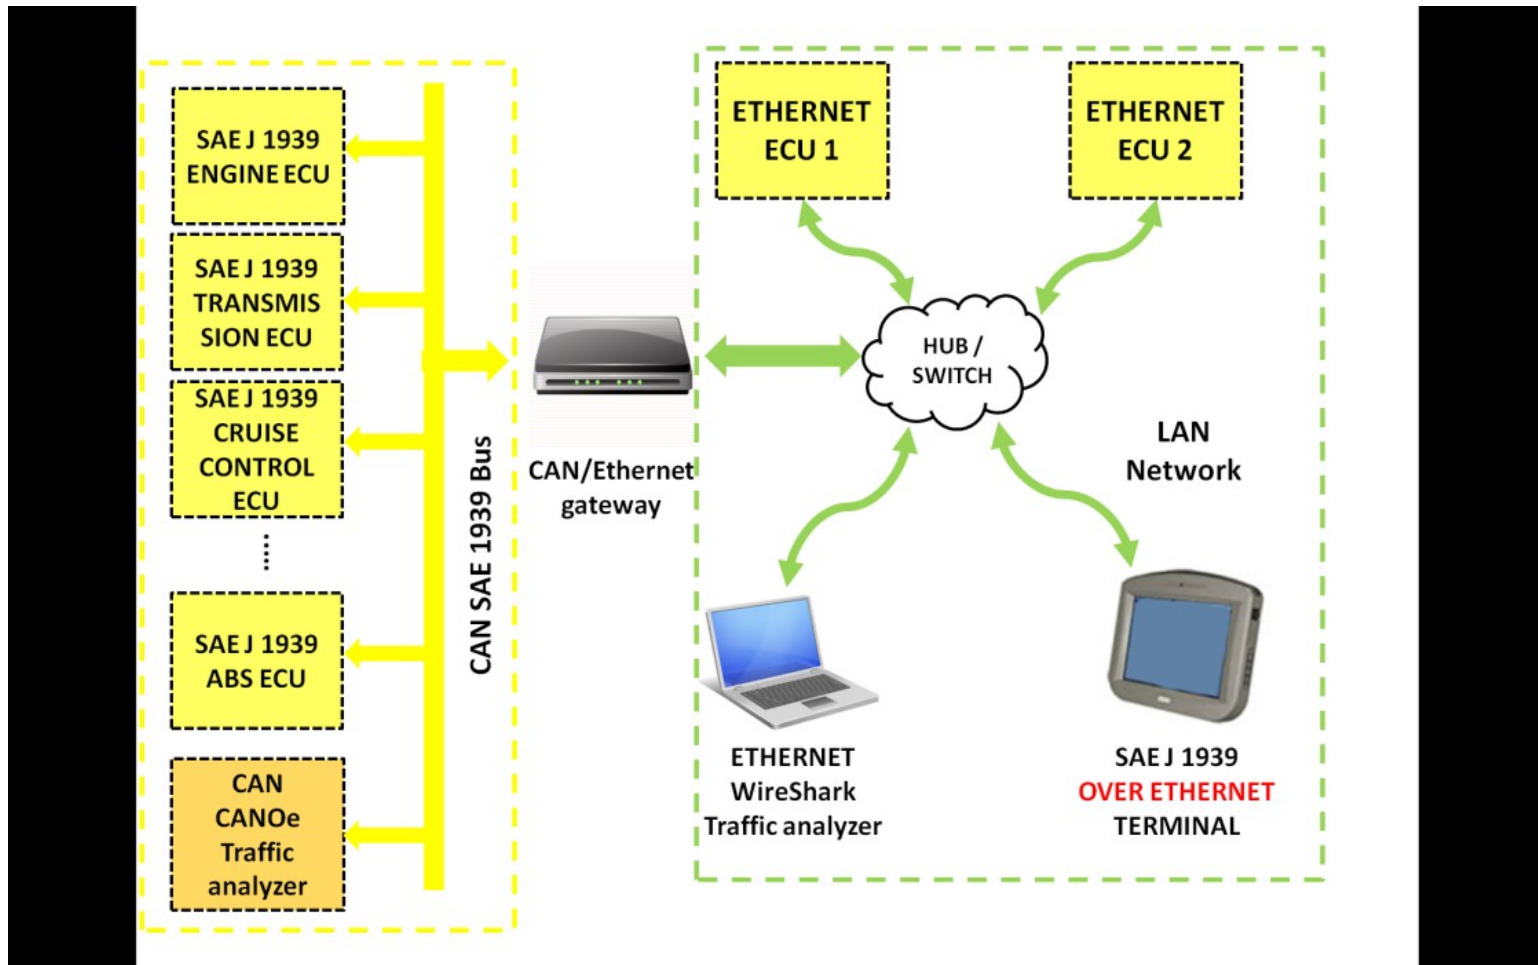 SAE J 1939
ENGINE ECU
SAE J 1939
TRANSMIS
SION ECU
SAE J 1939
CRUISE
CONTROL
ECU
SAE J 1939
ABS ECU
CAN
CANOe
Traffic
analyzer
CAN SAE 1939 Bus
CAN/Ethernet
gateway
ETHERNET
ECU 1
ETHERNET
ECU 2
HUB /
SWITCH
LAN
Network
ETHERNET
WireShark
Traffic analyzer
SAE J 1939
OVER ETHERNET
TERMINAL